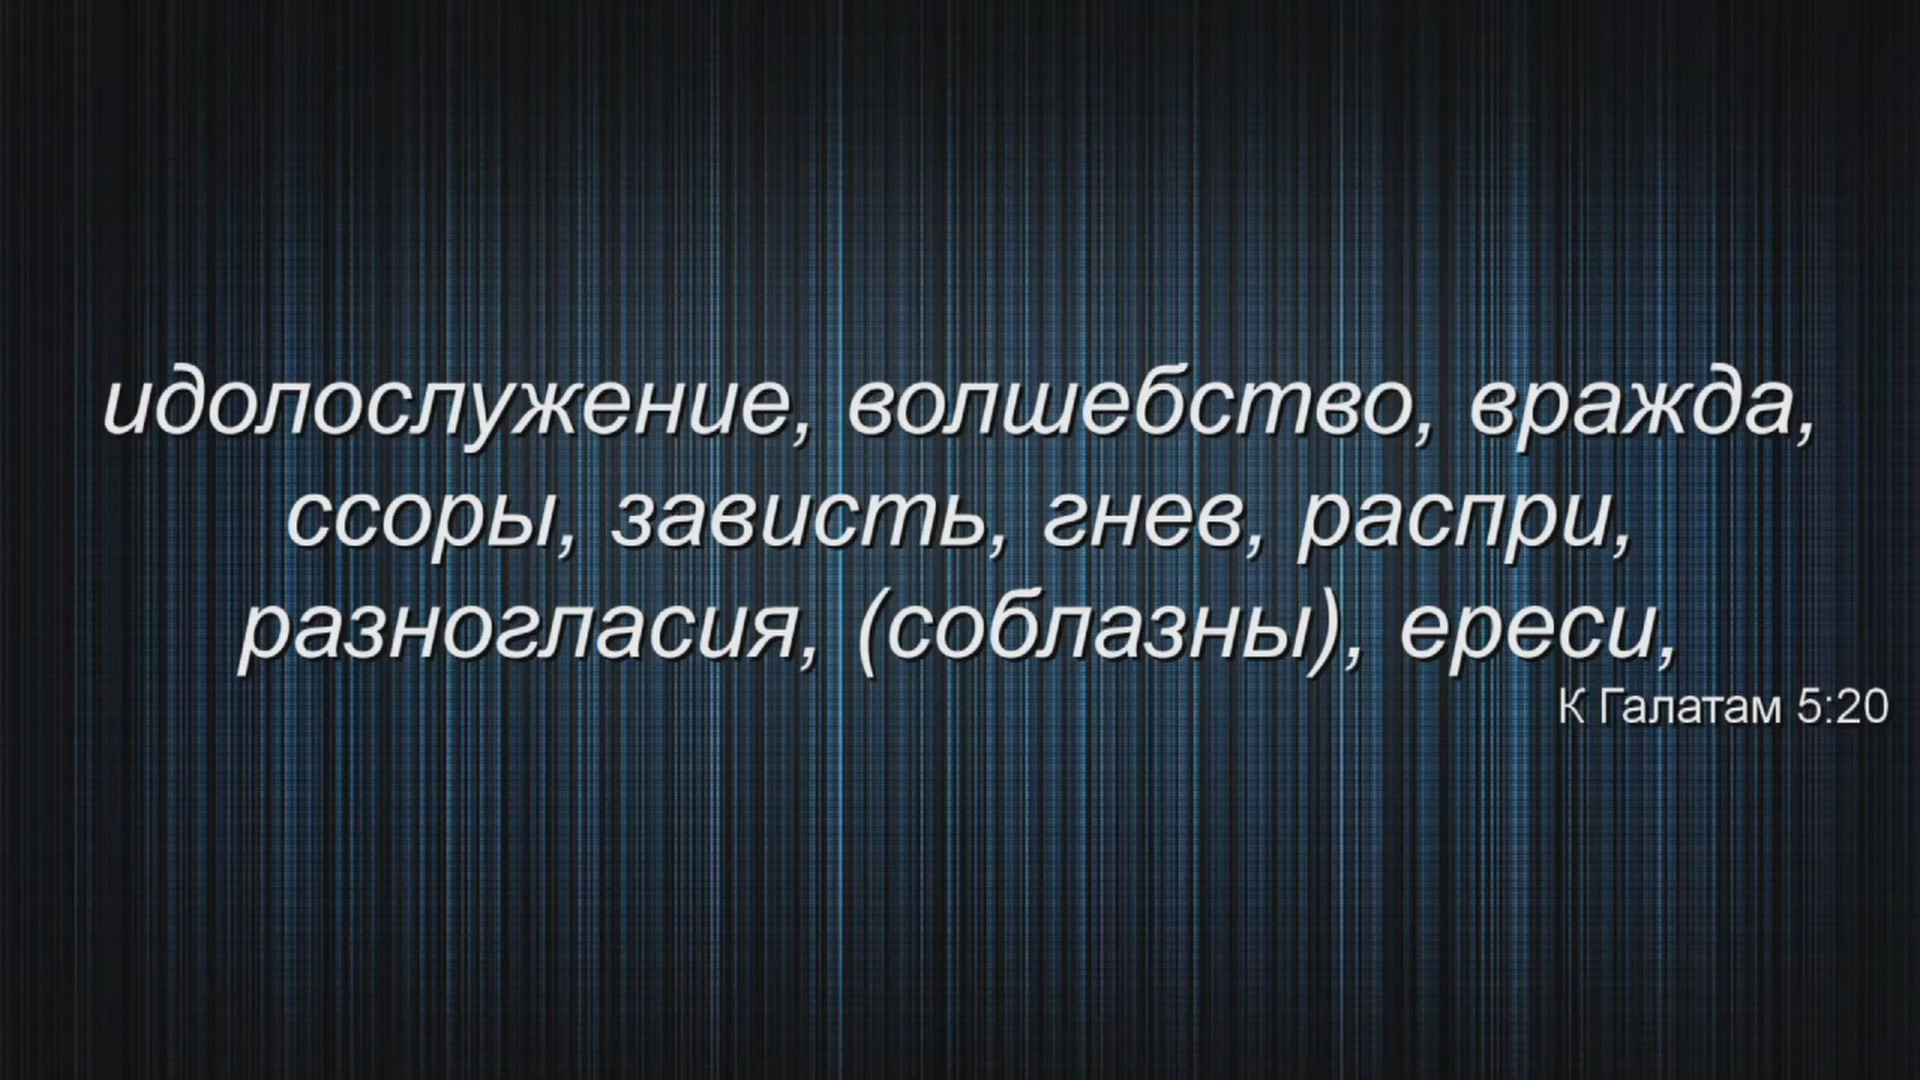 идолослужение, волшебство, вражда,
ссоры, зависть, гнев, распри,
разногласия, (соблазны), ереси,
К Галатам 5:20